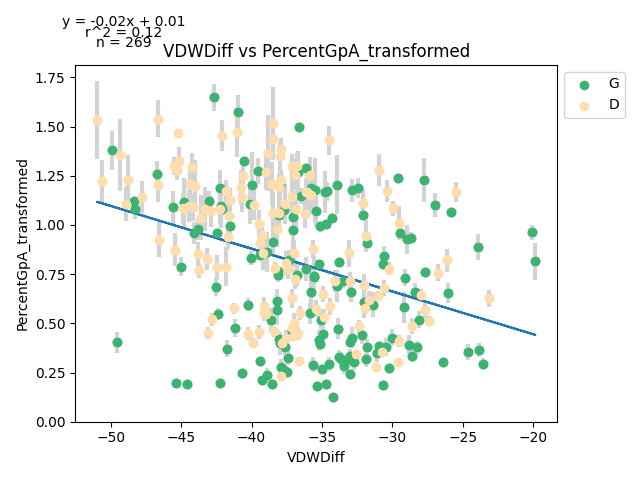 y = -0.02x + 0.01
r^2 = 0.12
n = 269
VDWDiff vs PercentGpA_transformed
G
D
PercentGpA_transformed
1.75
1.50
1.25
1.00
0.75
0.50
0.25
0.00
−50 −45 −40 −35 −30 −25 −20
VDWDiff